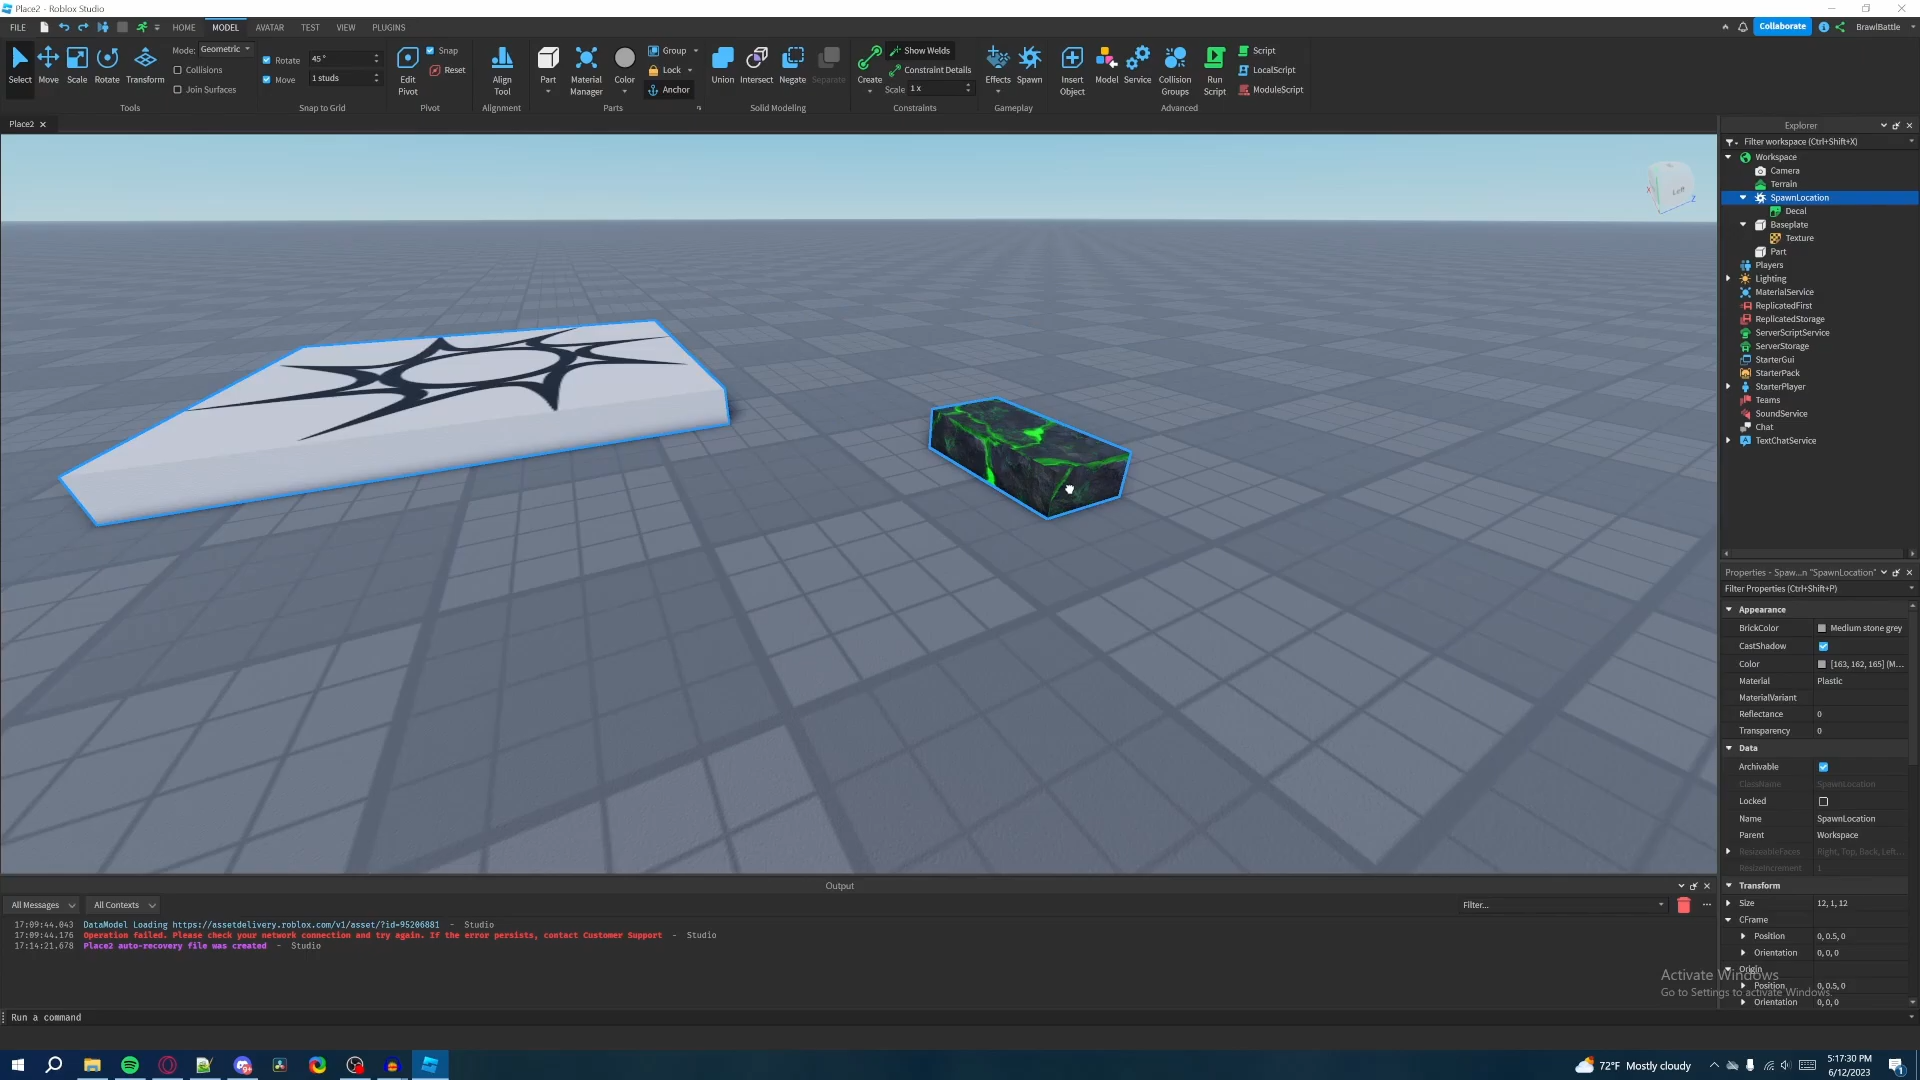 Place2 - Roblox Studio
FILE HOME MODEL AVATAR TEST VIEW PLUGINS
Collaborate
BrawlBattle
Select Move Scale Rotate Transform
Mode: Geometric
Collisions
Join Surfaces
Tools
Rotate 45 °
Move 1 studs
Snap to Grid
Edit Pivot
Snap
Reset
Pivot
Align Tool
Alignment
Part
Material Manager
Color
Group
Lock
Anchor
Parts
Union Intersect Negate Separate
Solid Modeling
Create
Show Welds
Constraint Details
Scale 1 x
Constraints
Effects Spawn
Gameplay
Insert Object
Model
Service
Collision Groups
Run Script
Script
LocalScript
ModuleScript
Advanced
Place2
Left
X
Z
Explorer
Filter workspace (Ctrl+Shift+X)
Workspace
Camera
Terrain
SpawnLocation
Decal
Baseplate
Texture
Part
Players
Lighting
MaterialService
ReplicatedFirst
ReplicatedStorage
ServerScriptService
ServerStorage
StarterGui
StarterPack
StarterPlayer
Teams
SoundService
Chat
TextChatService
Properties - Spaw...n "SpawnLocation"
Filter Properties (Ctrl+Shift+P)
Appearance
BrickColor Medium stone grey
CastShadow
Color [163, 162, 165] (M...
Material Plastic
MaterialVariant
Reflectance 0
Transparency 0
Data
Archivable
ClassName SpawnLocation
Locked
Name SpawnLocation
Parent Workspace
ResizeableFaces Right, Top, Back, Left...
ResizeIncrement 1
Transform
Size 12, 1, 12
CFrame
Position 0, 0.5, 0
Orientation 0, 0, 0
Origin
Position 0, 0.5, 0
Orientation 0, 0, 0
Activate Windows
Go to Settings to activate Windows.
Output
All Messages All Contexts Filter...
17:09:44.043 DataModel Loading https://assetdelivery.roblox.com/v1/asset/?id=95206881 - Studio
17:09:44.176 Operation failed. Please check your network connection and try again. If the error persists, contact Customer Support - Studio
17:14:21.678 Place2 auto-recovery file was created - Studio
Run a command
72°F Mostly cloudy
5:17:30 PM
6/12/2023